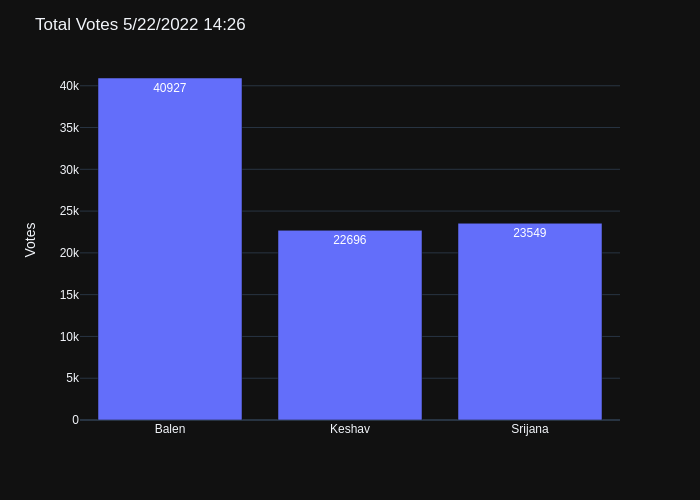 Total Votes 5/22/2022 14:26
40k
35k
30k
25k
20k
15k
10k
5k
0
Votes
40927
22696
23549
Balen
Keshav
Srijana